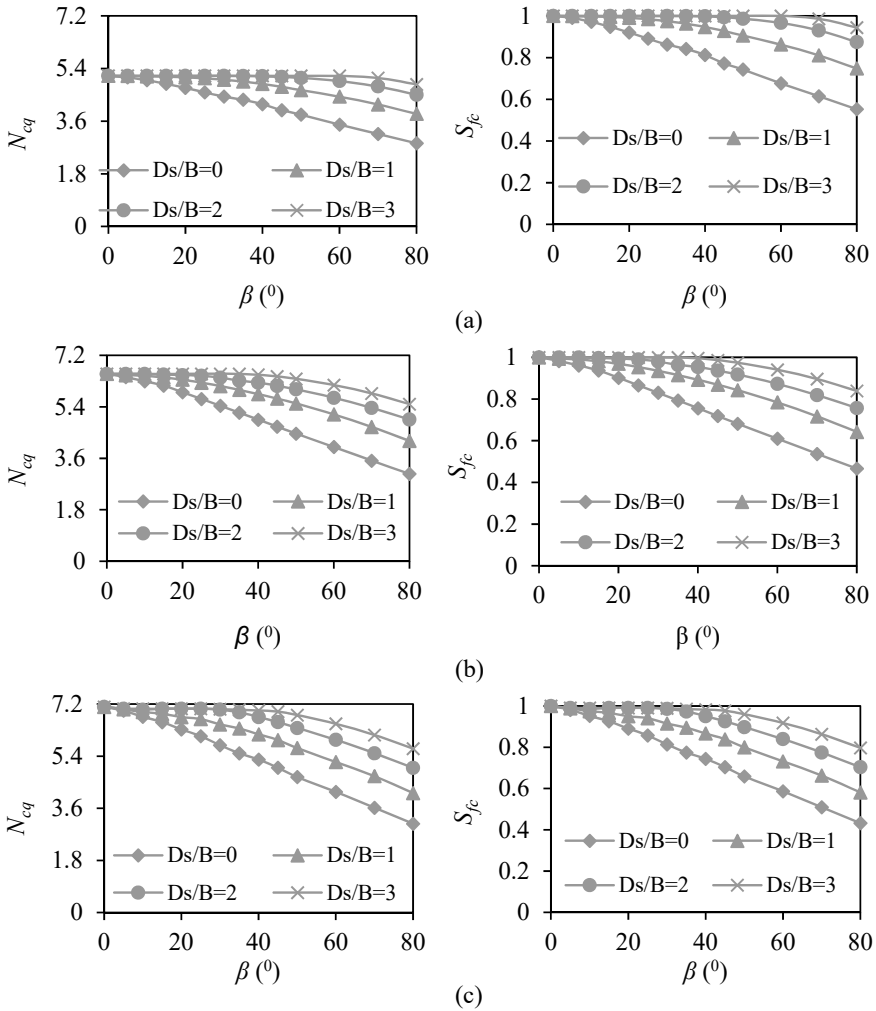 7.2
5.4
3.6
1.8
0
N_cq
Ds/B=0
Ds/B=1
Ds/B=2
Ds/B=3
0
20
40
60
80
β (⁰)
1
0.8
0.6
0.4
0.2
0
S_fc
Ds/B=0
Ds/B=1
Ds/B=2
Ds/B=3
0
20
40
60
80
β (⁰)
(a)
7.2
5.4
3.6
1.8
0
N_cq
Ds/B=0
Ds/B=1
Ds/B=2
Ds/B=3
0
20
40
60
80
β (⁰)
1
0.8
0.6
0.4
0.2
0
S_fc
Ds/B=0
Ds/B=1
Ds/B=2
Ds/B=3
0
20
40
60
80
β (⁰)
(b)
7.2
5.4
3.6
1.8
0
N_cq
Ds/B=0
Ds/B=1
Ds/B=2
Ds/B=3
0
20
40
60
80
β (⁰)
1
0.8
0.6
0.4
0.2
0
S_fc
Ds/B=0
Ds/B=1
Ds/B=2
Ds/B=3
0
20
40
60
80
β (⁰)
(c)